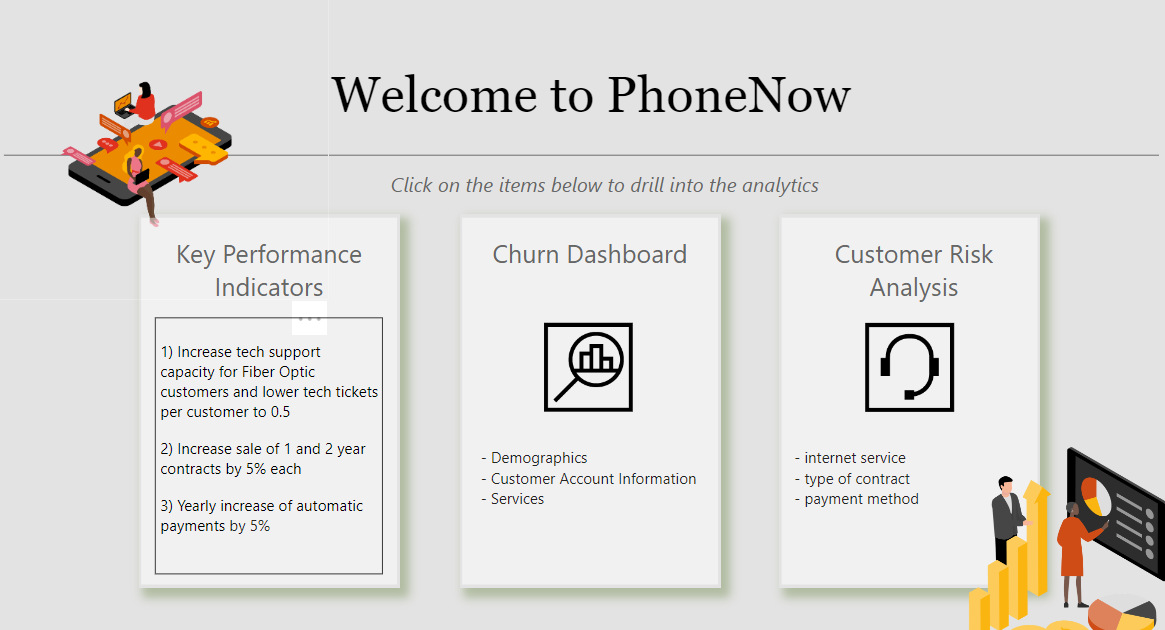 Welcome to PhoneNow
Click on the items below to drill into the analytics
Key Performance
Indicators
1) Increase tech support
capacity for Fiber Optic
customers and lower tech tickets
per customer to 0.5
2) Increase sale of 1 and 2 year
contracts by 5% each
3) Yearly increase of automatic
payments by 5%
Churn Dashboard
- Demographics
- Customer Account Information
- Services
Customer Risk
Analysis
- internet service
- type of contract
- payment method